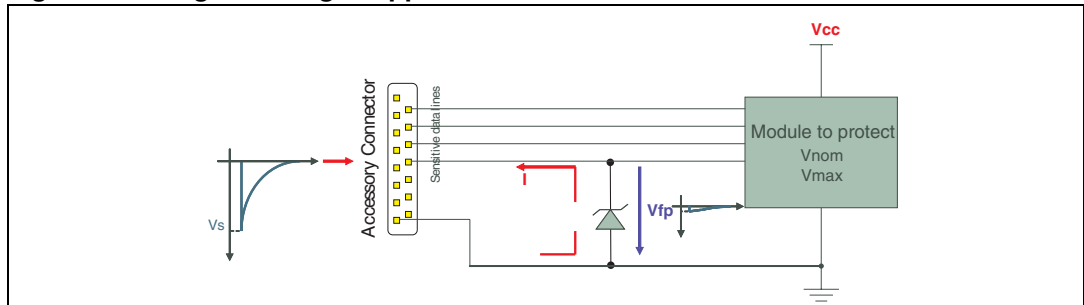 Vcc
Accessory Connector
Sensitive data lines
Module to protect
Vnom
Vmax
I
Vfp
Vs